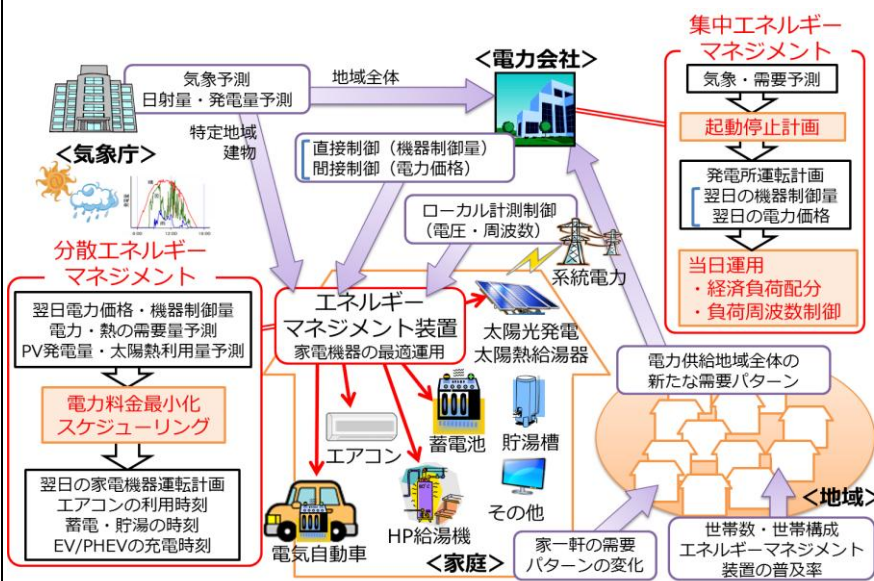 気象予測
日射量・発電量予測
地域全体
特定地域
建物
<気象庁>
6:00 12:00 18:00
<電力会社>
直接制御(機器制御量)
間接制御(電力価格)
ローカル計測制御
(電圧・周波数)
系統電力
集中エネルギー
マネジメント
気象・需要予測
起動停止計画
発電所運転計画
翌日の機器制御量
翌日の電力価格
当日運用
・経済負荷配分
・負荷周波数制御
分散エネルギー
マネジメント
翌日電力価格・機器制御量
電力・熱の需要量予測
PV発電量・太陽熱利用量予測
電力料金最小化
スケジューリング
翌日の家電機器運転計画
エアコンの利用時刻
蓄電・貯湯の時刻
EV/PHEVの充電時刻
エネルギー
マネジメント装置
家電機器の最適運用
太陽光発電
太陽熱給湯器
エアコン
蓄電池
貯湯槽
電気自動車
HP給湯機
その他
<家庭>
電力供給地域全体の
新たな需要パターン
<地域>
家一軒の需要
パターンの変化
世帯数・世帯構成
エネルギーマネジメント
装置の普及率